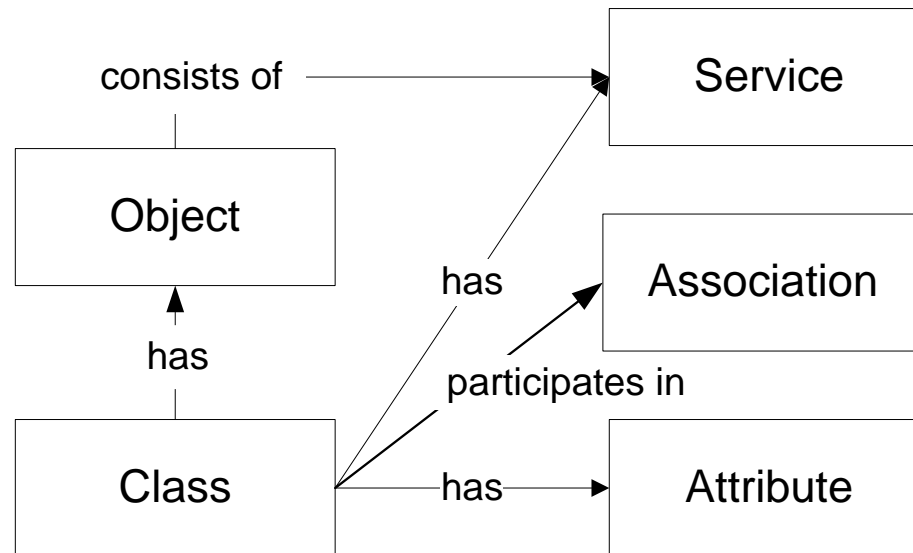 consists of
Service
Object
has
Association
has
participates in
Class
has
Attribute